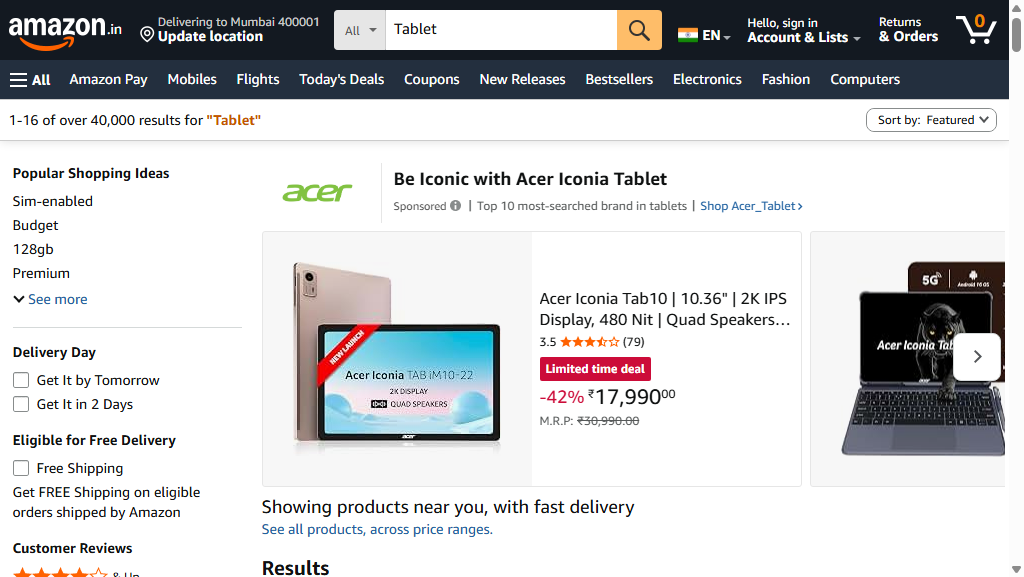 amazon.in
Delivering to Mumbai 400001
Update location
All
Tablet
EN
Hello, sign in
Account & Lists
Returns
& Orders
0
All
Amazon Pay
Mobiles
Flights
Today's Deals
Coupons
New Releases
Bestsellers
Electronics
Fashion
Computers
1-16 of over 40,000 results for "Tablet"
Sort by: Featured
Popular Shopping Ideas
Sim-enabled
Budget
128gb
Premium
See more
Delivery Day
Get It by Tomorrow
Get It in 2 Days
Eligible for Free Delivery
Free Shipping
Get FREE Shipping on eligible
orders shipped by Amazon
Customer Reviews
& Up
acer
Be Iconic with Acer Iconia Tablet
Sponsored | Top 10 most-searched brand in tablets | Shop Acer_Tablet
NEW LAUNCH
Acer Iconia TAB iM10-22
2K DISPLAY
QUAD SPEAKERS
acer
Acer Iconia Tab10 | 10.36" | 2K IPS
Display, 480 Nit | Quad Speakers…
3.5 (79)
Limited time deal
-42% ₹17,99000
M.R.P: ₹30,990.00
5G
Acer Iconia Tab
Showing products near you, with fast delivery
See all products, across price ranges.
Results